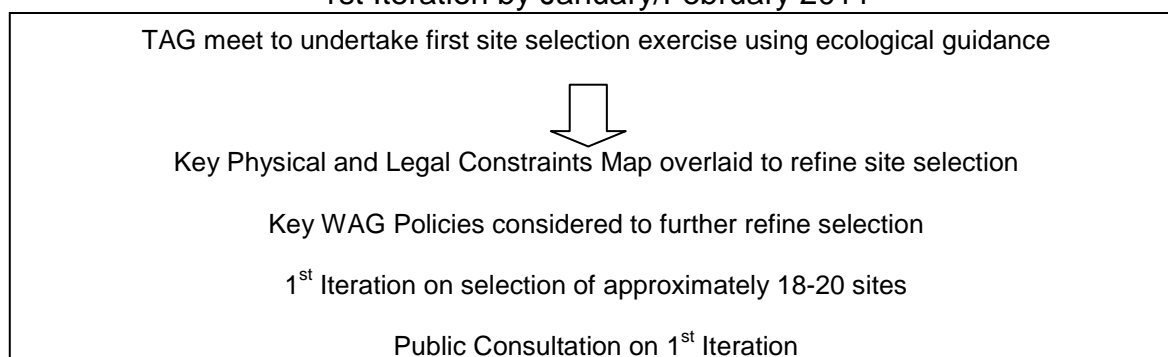 1st Iteration by January/February 2011
TAG meet to undertake first site selection exercise using ecological guidance
Key Physical and Legal Constraints Map overlaid to refine site selection
Key WAG Policies considered to further refine selection
1st Iteration on selection of approximately 18-20 sites
Public Consultation on 1st Iteration